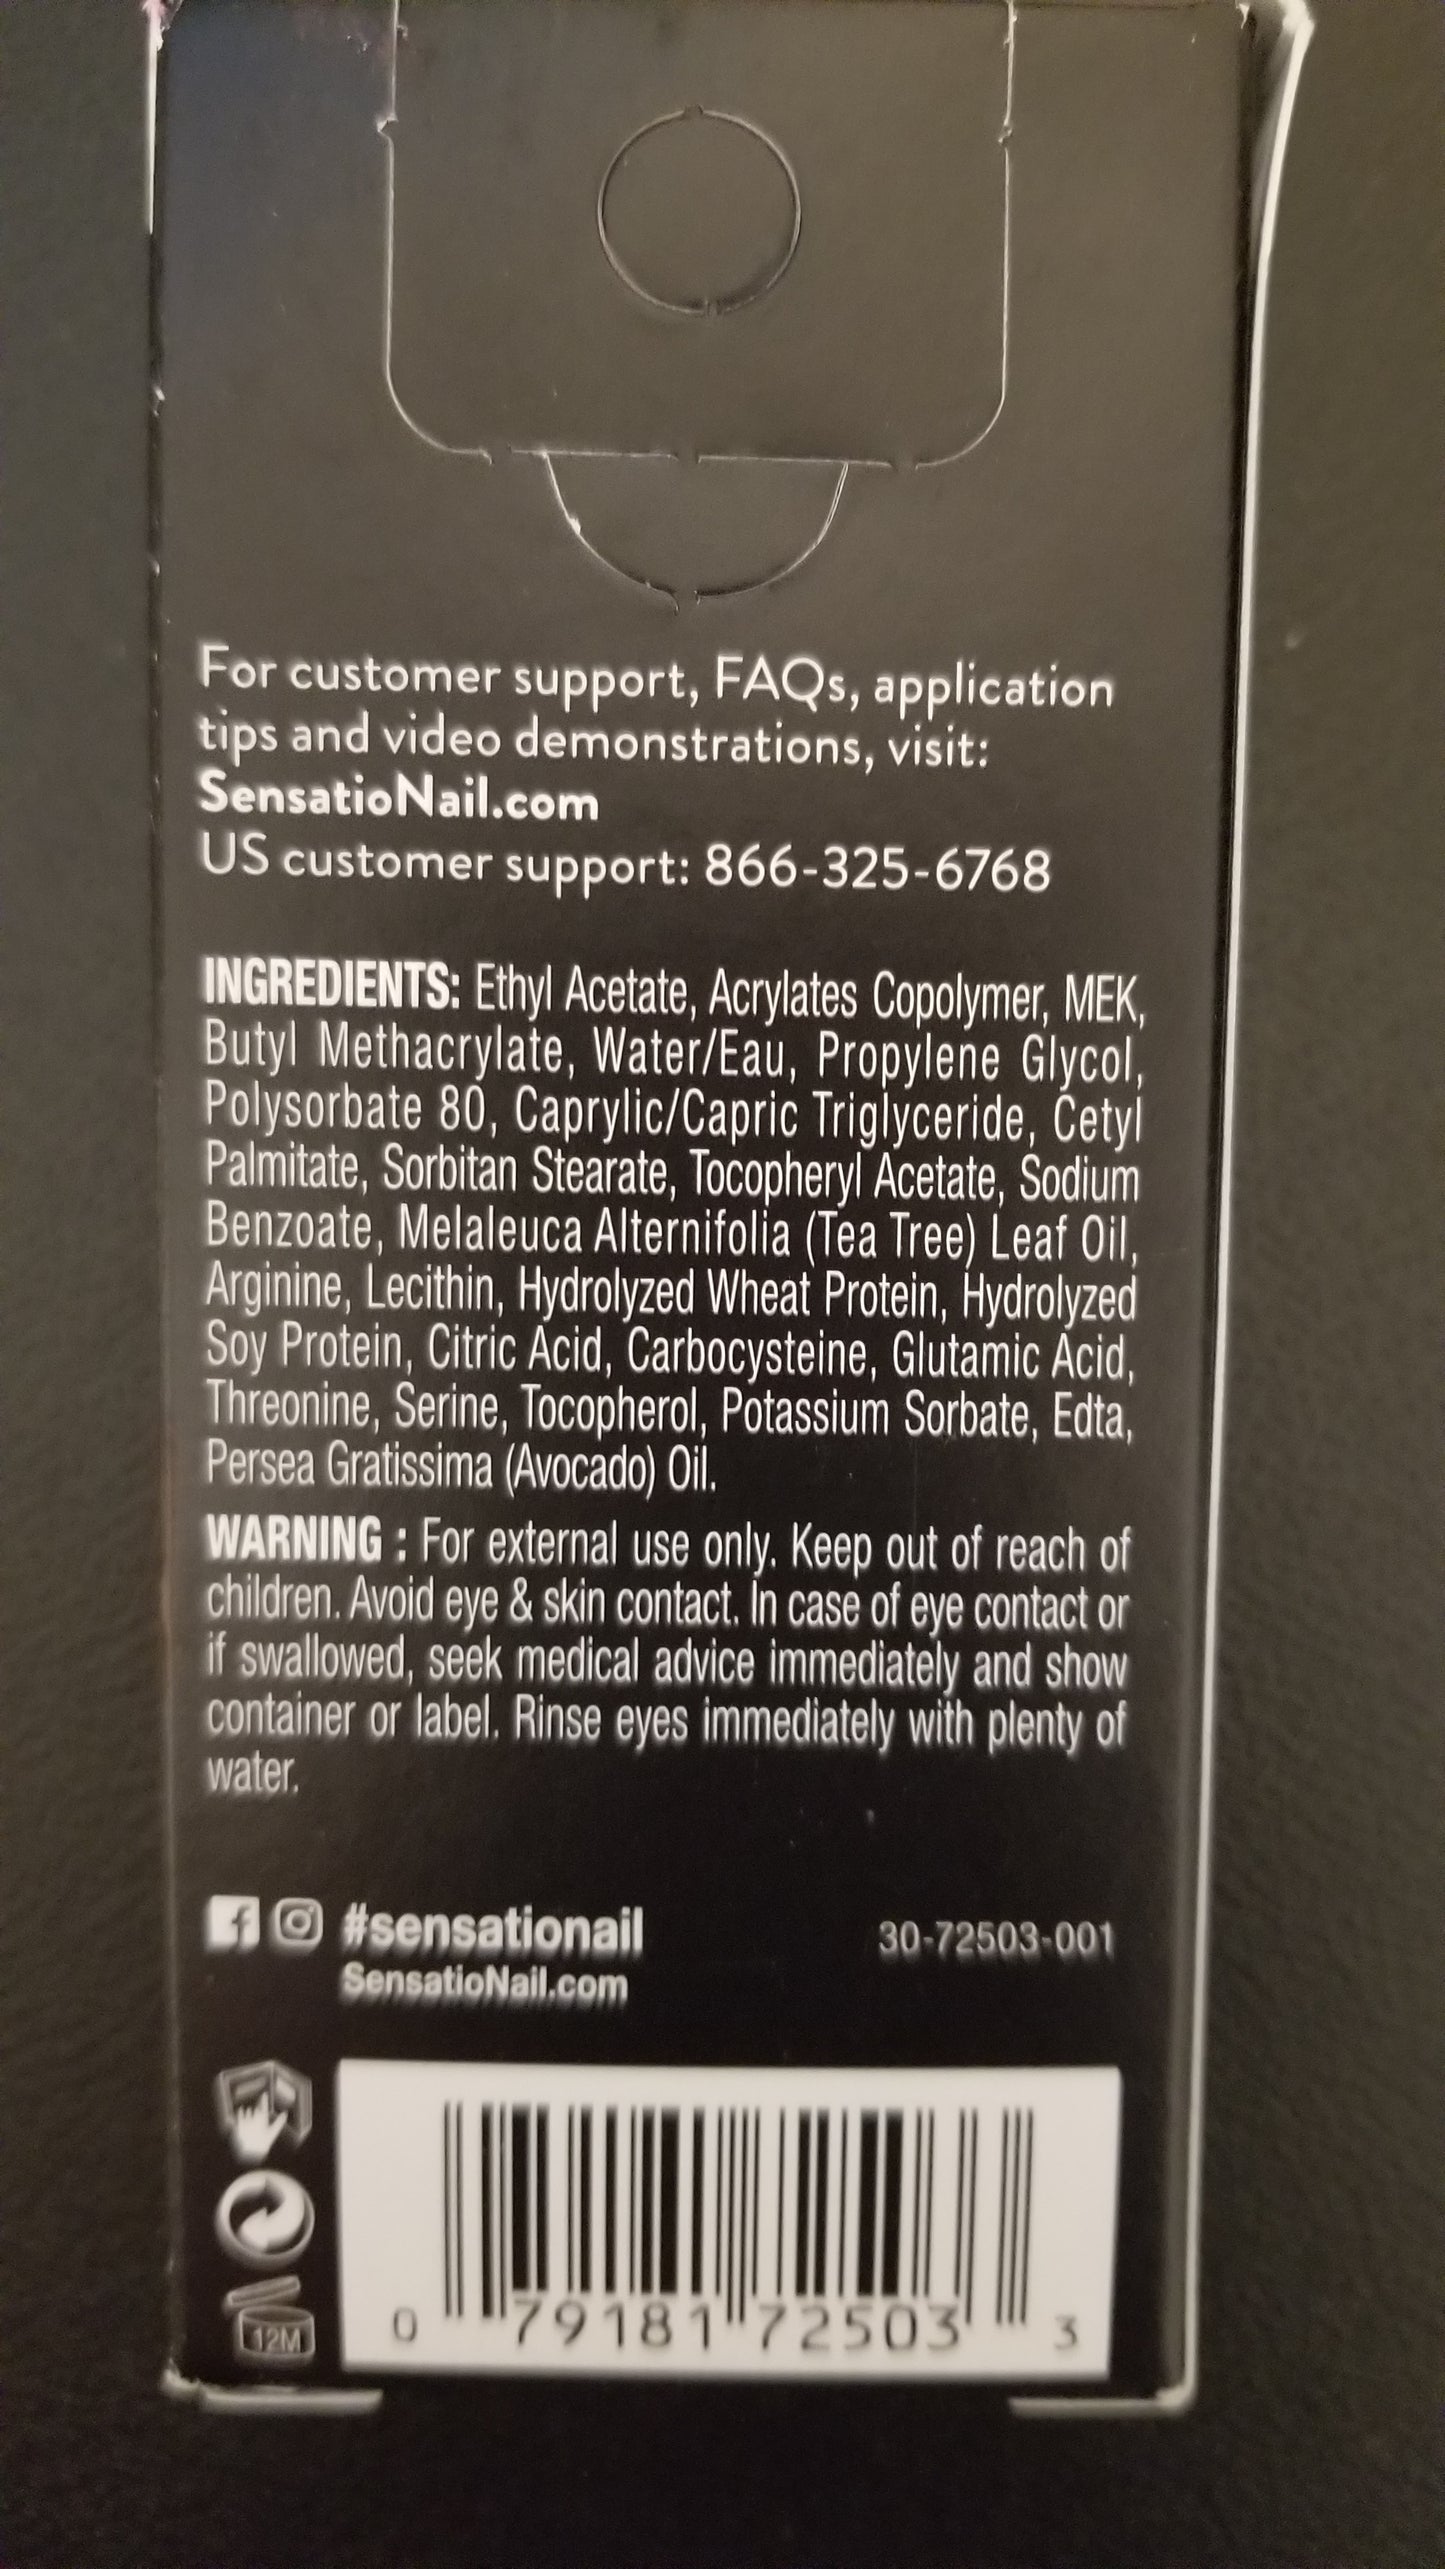 For customer support, FAQs, application
tips and video demonstrations, visit:
SensatioNail.com
US customer support: 866-325-6768
INGREDIENTS: Ethyl Acetate, Acrylates Copolymer, MEK,
Butyl Methacrylate, Water/Eau, Propylene Glycol,
Polysorbate 80, Caprylic/Capric Triglyceride, Cetyl
Palmitate, Sorbitan Stearate, Tocopheryl Acetate, Sodium
Benzoate, Melaleuca Alternifolia (Tea Tree) Leaf Oil,
Arginine, Lecithin, Hydrolyzed Wheat Protein, Hydrolyzed
Soy Protein, Citric Acid, Carbocysteine, Glutamic Acid,
Threonine, Serine, Tocopherol, Potassium Sorbate, Edta,
Persea Gratissima (Avocado) Oil.
WARNING : For external use only. Keep out of reach of
children. Avoid eye & skin contact. In case of eye contact or
if swallowed, seek medical advice immediately and show
container or label. Rinse eyes immediately with plenty of
water.
#sensationail
30-72503-001
SensatioNail.com
12M
0 79181 72503 3